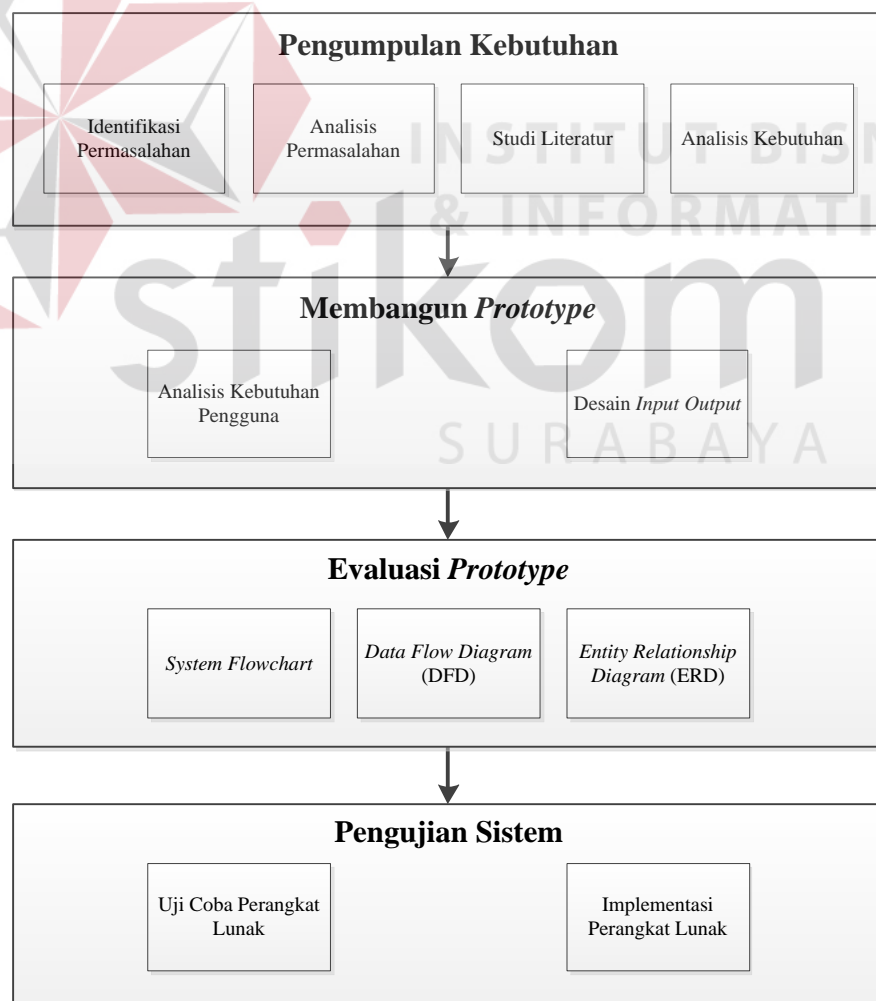 Pengumpulan Kebutuhan
Identifikasi
Permasalahan
Analisis
Permasalahan
Studi Literatur
Analisis Kebutuhan
INSTITUT BISN
& INFORMATI
stikom
SURABAYA
Membangun Prototype
Analisis Kebutuhan
Pengguna
Desain Input Output
Evaluasi Prototype
System Flowchart
Data Flow Diagram
(DFD)
Entity Relationship
Diagram (ERD)
Pengujian Sistem
Uji Coba Perangkat
Lunak
Implementasi
Perangkat Lunak